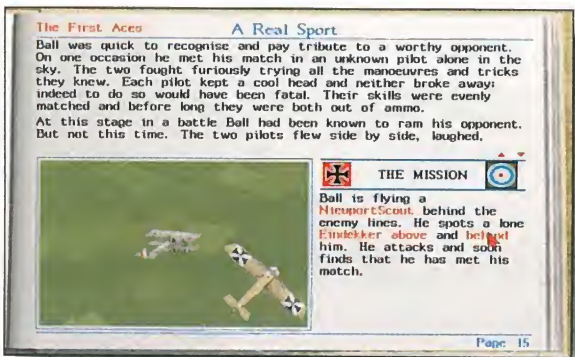 The First Aces
A Real Sport
Ball was quick to recognise and pay tribute to a worthy opponent.
On one occasion he met his match in an unknown pilot alone in the
sky. The two fought furiously trying all the manoeuvres and tricks
they knew. Each pilot kept a cool head and neither broke away;
indeed to do so would have been fatal. Their skills were evenly
matched and before long they were both out of ammo.
At this stage in a battle Ball had been known to ram his opponent.
But not this time. The two pilots flew side by side, laughed,
THE MISSION
Ball is flying a
NieuportScout behind the
enemy lines. He spots a lone
Eindekker above and behind
him. He attacks and soon
finds that he has met his
match.
Page 15